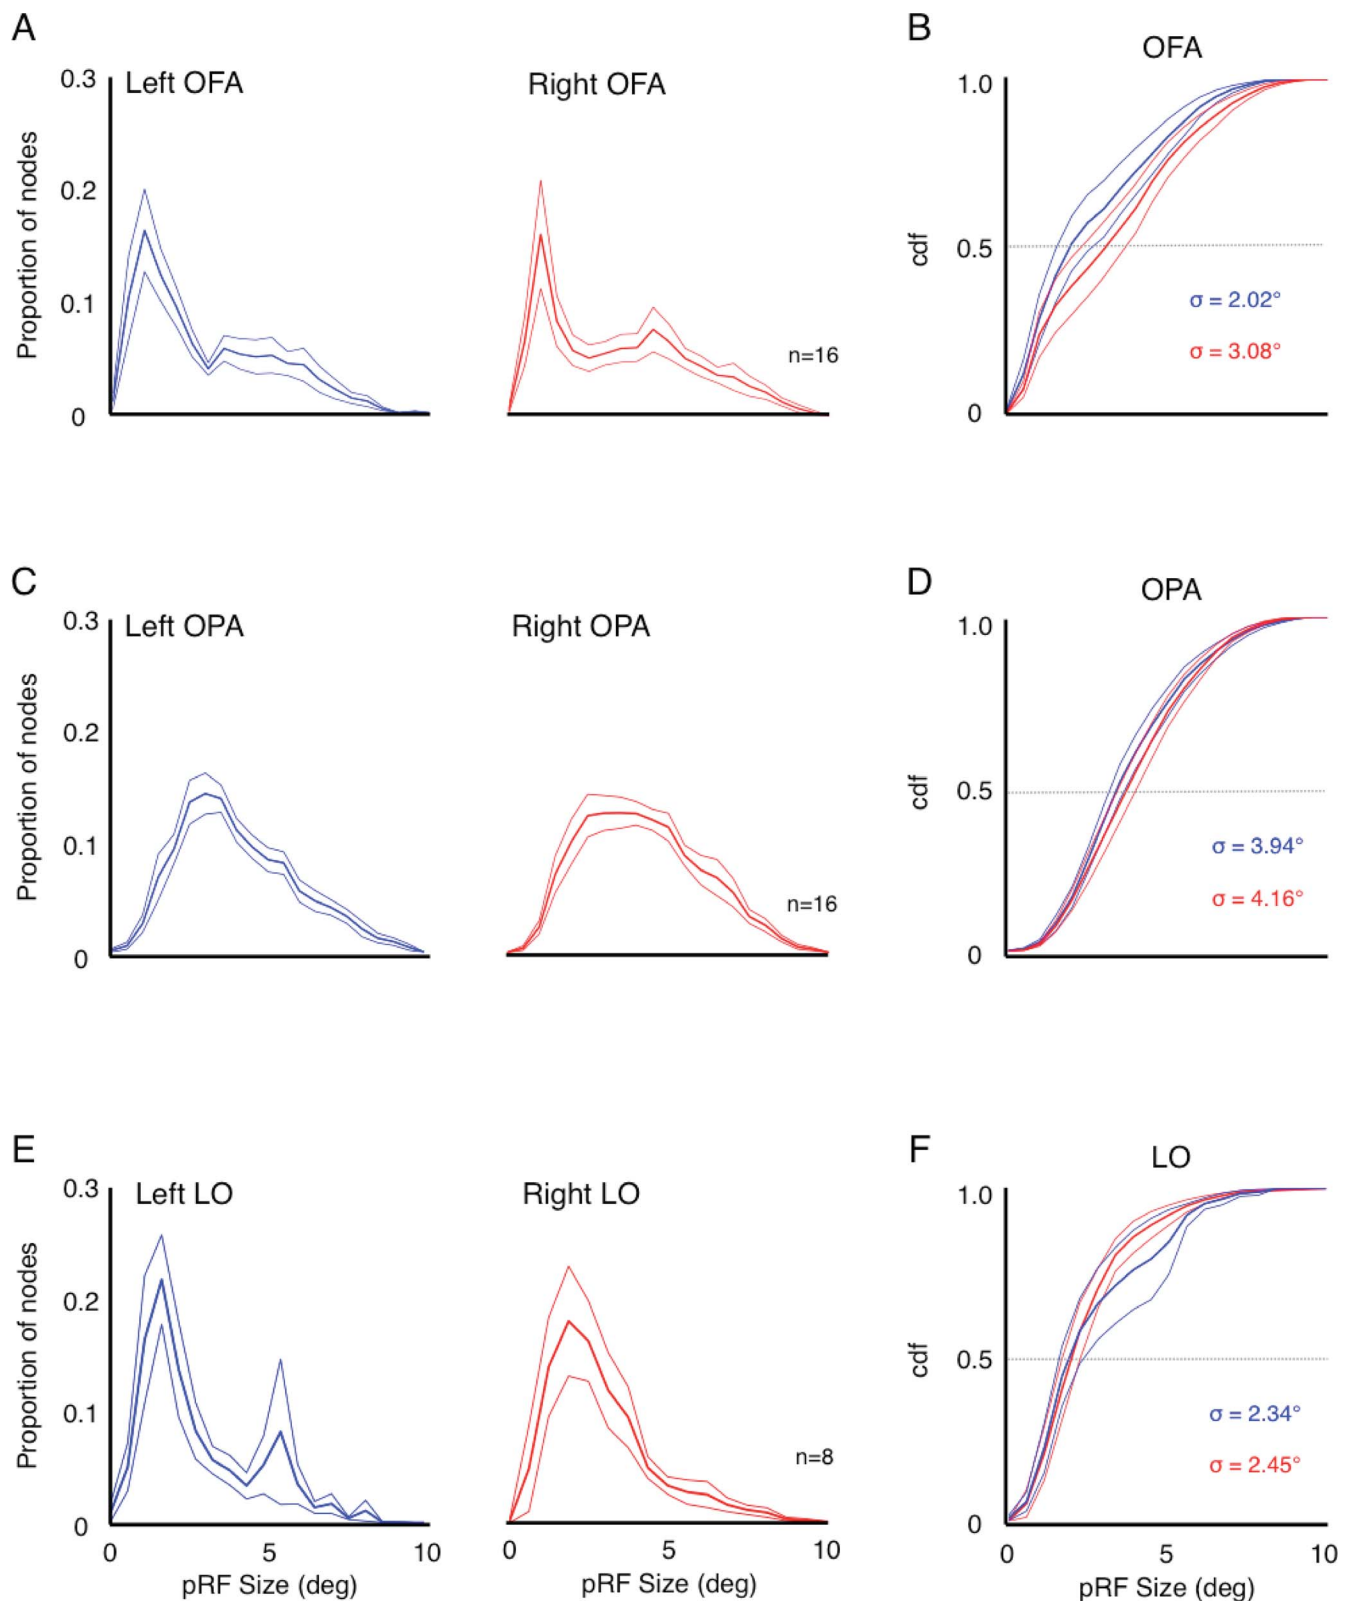 A
0.3
Left OFA
Right OFA
0.2
0.1
0
Proportion of nodes
n=16
B
OFA
1.0
0.5
0
cdf
σ = 2.02°
σ = 3.08°
C
0.3
Left OPA
Right OPA
0.2
0.1
0
Proportion of nodes
n=16
D
OPA
1.0
0.5
0
cdf
σ = 3.94°
σ = 4.16°
E
0.3
Left LO
Right LO
0.2
0.1
0
Proportion of nodes
n=8
0 5 10
pRF Size (deg)
0 5 10
pRF Size (deg)
F
LO
1.0
0.5
0
cdf
σ = 2.34°
σ = 2.45°
0 5 10
pRF Size (deg)